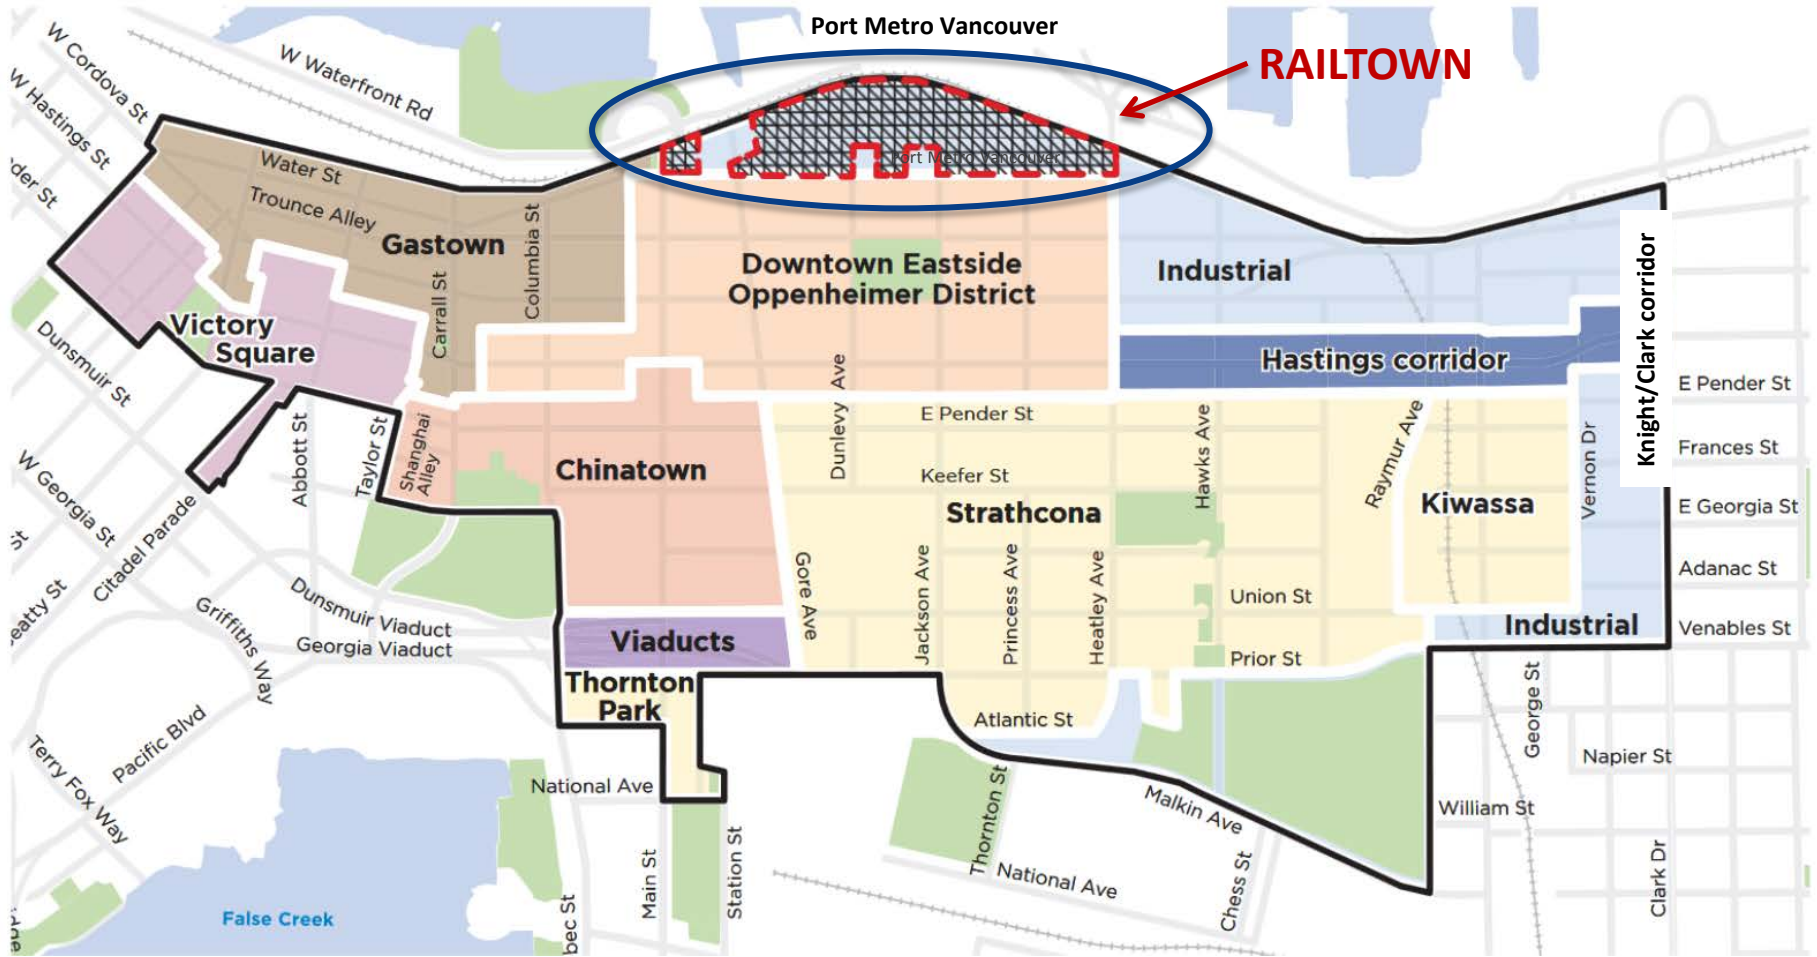 Port Metro Vancouver
RAILTOWN
W Cordova St
W Waterfront Rd
W Hastings St
der St
Port Metro Vancouver
Water St
Trounce Alley
Gastown
Columbia St
Carrall St
Downtown Eastside
Oppenheimer District
Industrial
Knight/Clark corridor
Victory
Square
Hastings corridor
Dunsmuir St
Dunlevy Ave
E Pender St
E Pender St
Abbott St
Taylor St
Shanghai
Alley
Chinatown
Keefer St
Hawks Ave
Raymur Ave
Vernon Dr
Frances St
W Georgia St
Strathcona
Kiwassa
E Georgia St
St
Citadel Parade
eatty St
Gore Ave
Jackson Ave
Princess Ave
Heatley Ave
Union St
Adanac St
Dunsmuir Viaduct
Georgia Viaduct
Griffiths Way
Viaducts
Industrial
Venables St
Prior St
Thornton
Park
Atlantic St
George St
Pacific Blvd
Terry Fox Way
Napier St
National Ave
Thornton St
Malkin Ave
William St
Main St
Station St
National Ave
Chess St
Clark Dr
False Creek
bec St